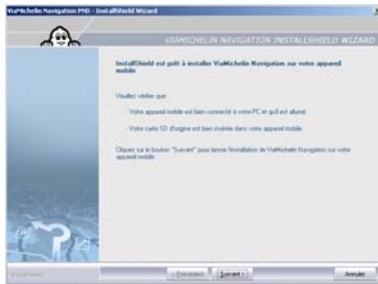 ViaMichelin Navigation PND - InstallShield Wizard
VIAMICHELIN NAVIGATION INSTALLSHIELD WIZARD
InstallShield est prêt à installer ViaMichelin Navigation sur votre appareil
mobile
Veuillez vérifier que :
- Votre appareil mobile est bien connecté à votre PC et qu'il est allumé
- Votre carte SD d'origine est bien insérée dans votre appareil mobile.
Cliquez sur le bouton "Suivant" pour lancer l'installation de ViaMichelin Navigation sur votre
appareil mobile.
InstallShield
< Précédent
Suivant >
Annuler